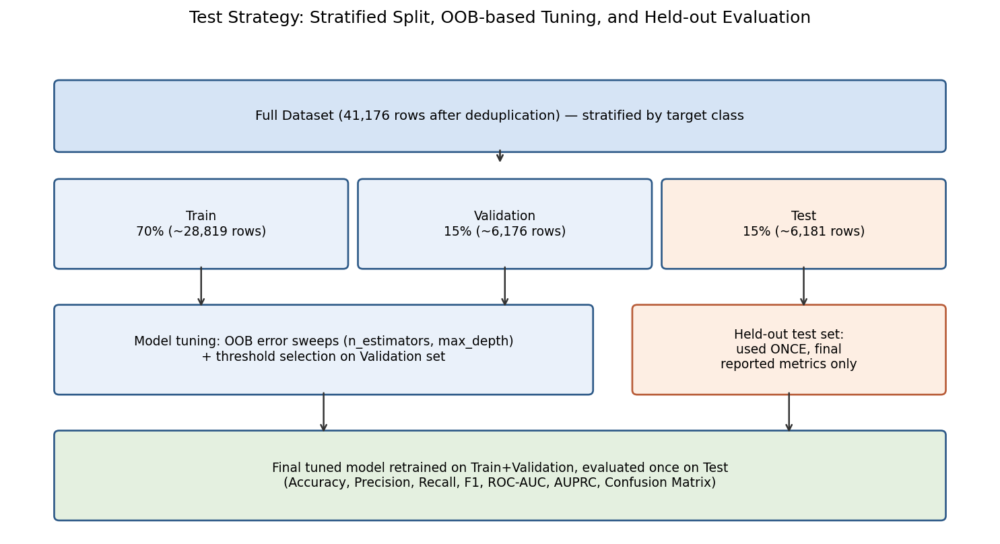 Test Strategy: Stratified Split, OOB-based Tuning, and Held-out Evaluation
Full Dataset (41,176 rows after deduplication) — stratified by target class
Train
70% (~28,819 rows)
Validation
15% (~6,176 rows)
Test
15% (~6,181 rows)
Model tuning: OOB error sweeps (n_estimators, max_depth)
+ threshold selection on Validation set
Held-out test set:
used ONCE, final
reported metrics only
Final tuned model retrained on Train+Validation, evaluated once on Test
(Accuracy, Precision, Recall, F1, ROC-AUC, AUPRC, Confusion Matrix)